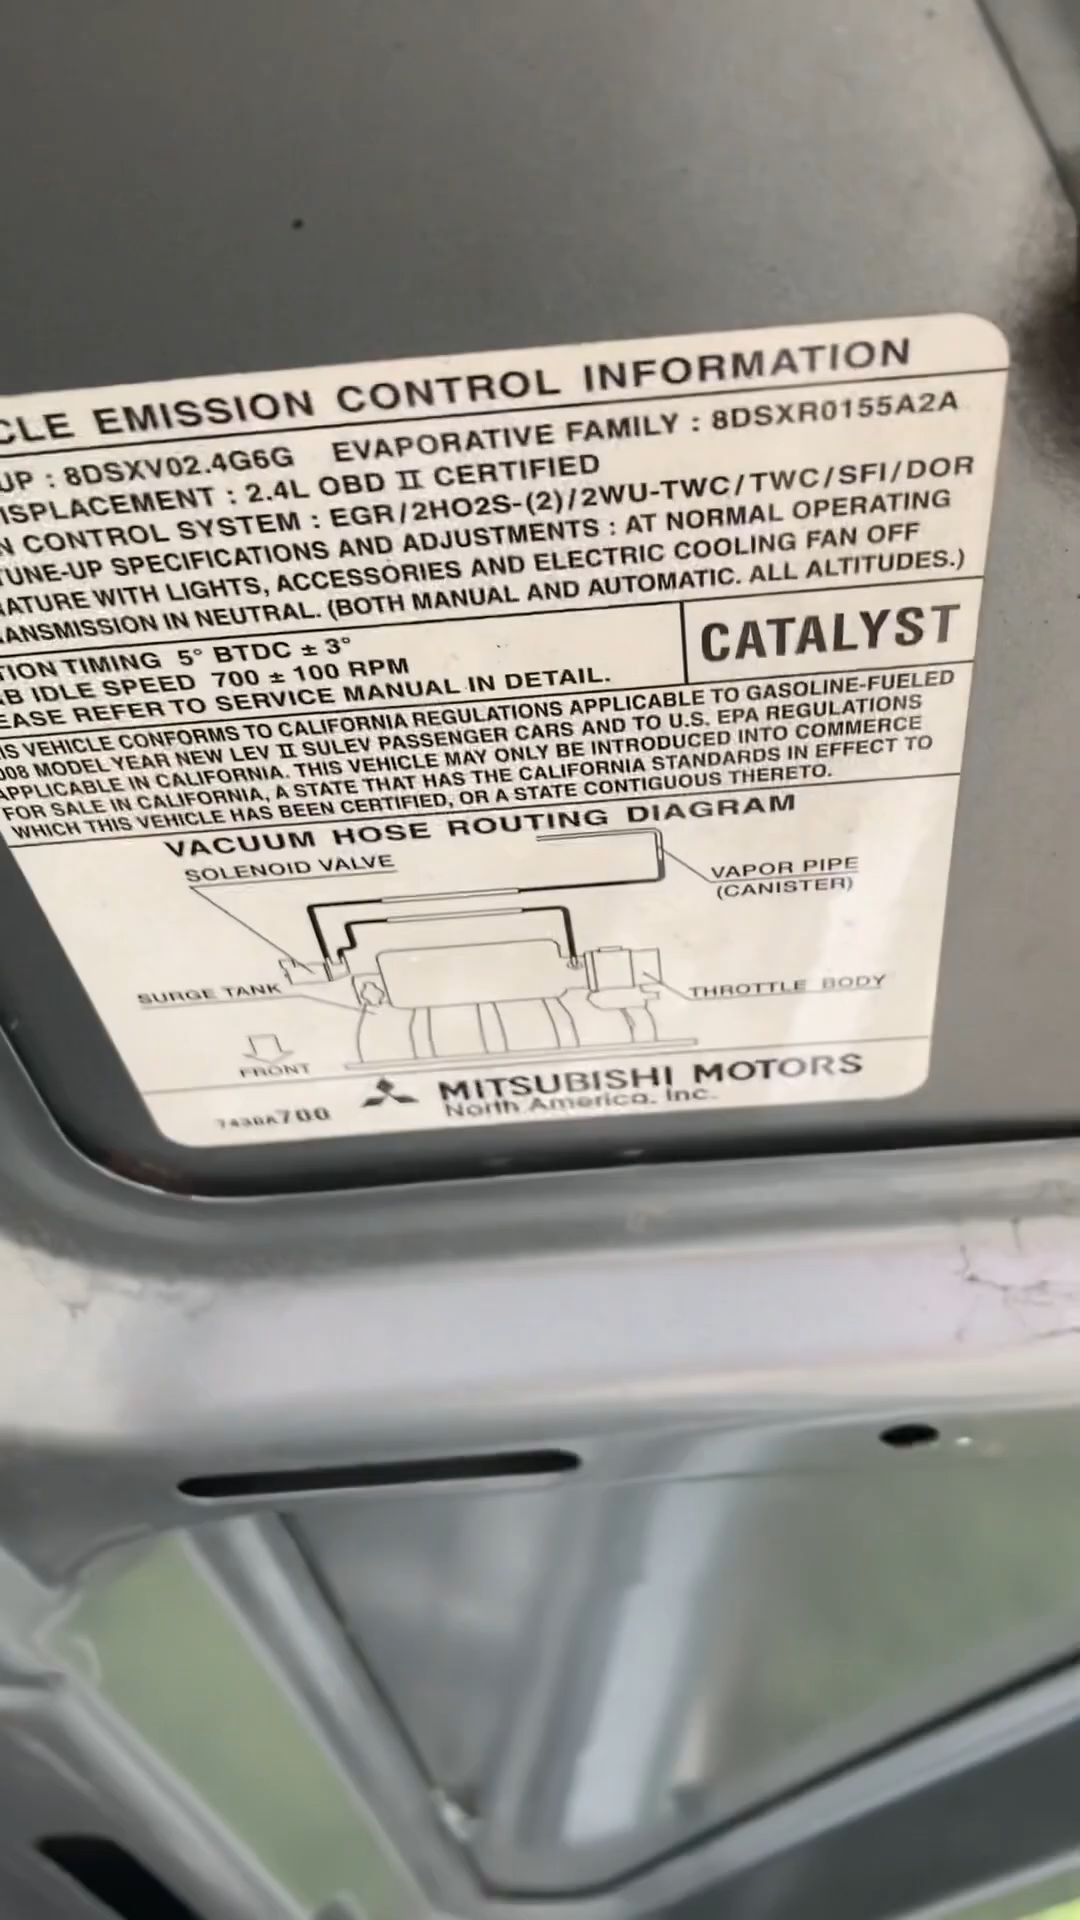 CLE EMISSION CONTROL INFORMATION
UP : 8DSXV02.4G6G EVAPORATIVE FAMILY : 8DSXR0155A2A
ISPLACEMENT : 2.4L OBD II CERTIFIED
N CONTROL SYSTEM : EGR/2HO2S-(2)/2WU-TWC/TWC/SFI/DOR
TUNE-UP SPECIFICATIONS AND ADJUSTMENTS : AT NORMAL OPERATING
ATURE WITH LIGHTS, ACCESSORIES AND ELECTRIC COOLING FAN OFF
ANSMISSION IN NEUTRAL. (BOTH MANUAL AND AUTOMATIC. ALL ALTITUDES.)
TION TIMING 5° BTDC ± 3°
B IDLE SPEED 700 ± 100 RPM
EASE REFER TO SERVICE MANUAL IN DETAIL.
CATALYST
IS VEHICLE CONFORMS TO CALIFORNIA REGULATIONS APPLICABLE TO GASOLINE-FUELED
008 MODEL YEAR NEW LEV II SULEV PASSENGER CARS AND TO U.S. EPA REGULATIONS
APPLICABLE IN CALIFORNIA. THIS VEHICLE MAY ONLY BE INTRODUCED INTO COMMERCE
FOR SALE IN CALIFORNIA, A STATE THAT HAS THE CALIFORNIA STANDARDS IN EFFECT TO
WHICH THIS VEHICLE HAS BEEN CERTIFIED, OR A STATE CONTIGUOUS THERETO.
VACUUM HOSE ROUTING DIAGRAM
SOLENOID VALVE
VAPOR PIPE
(CANISTER)
SURGE TANK
THROTTLE BODY
FRONT
MITSUBISHI MOTORS
North America, Inc.
7430A700